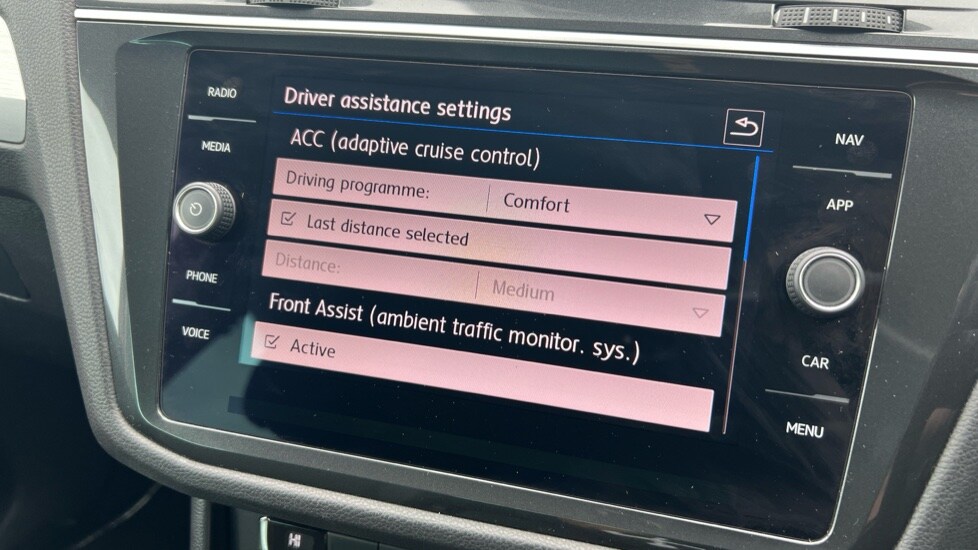 RADIO
MEDIA
PHONE
VOICE
Driver assistance settings
ACC (adaptive cruise control)
Driving programme: Comfort
Last distance selected
Distance: Medium
Front Assist (ambient traffic monitor. sys.)
Active
NAV
APP
CAR
MENU
HI